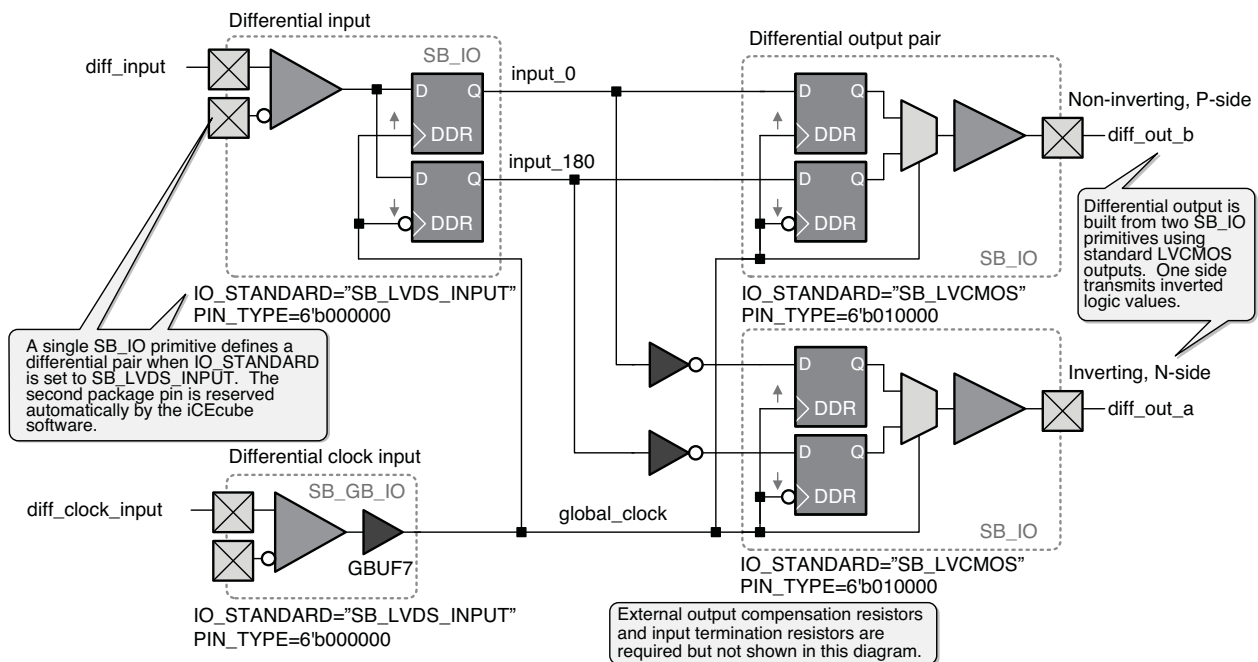 Differential input
SB_IO
diff_input
D Q
DDR
D Q
DDR
input_0
input_180
IO_STANDARD="SB_LVDS_INPUT"
PIN_TYPE=6'b000000
A single SB_IO primitive defines a
differential pair when IO_STANDARD
is set to SB_LVDS_INPUT. The
second package pin is reserved
automatically by the iCEcube
software.
Differential output pair
D Q
DDR
D Q
DDR
SB_IO
Non-inverting, P-side
diff_out_b
Differential output is
built from two SB_IO
primitives using
standard LVCMOS
outputs. One side
transmits inverted
logic values.
IO_STANDARD="SB_LVCMOS"
PIN_TYPE=6'b010000
D Q
DDR
D Q
DDR
SB_IO
Inverting, N-side
diff_out_a
IO_STANDARD="SB_LVCMOS"
PIN_TYPE=6'b010000
Differential clock input
SB_GB_IO
diff_clock_input
GBUF7
global_clock
IO_STANDARD="SB_LVDS_INPUT"
PIN_TYPE=6'b000000
External output compensation resistors
and input termination resistors are
required but not shown in this diagram.